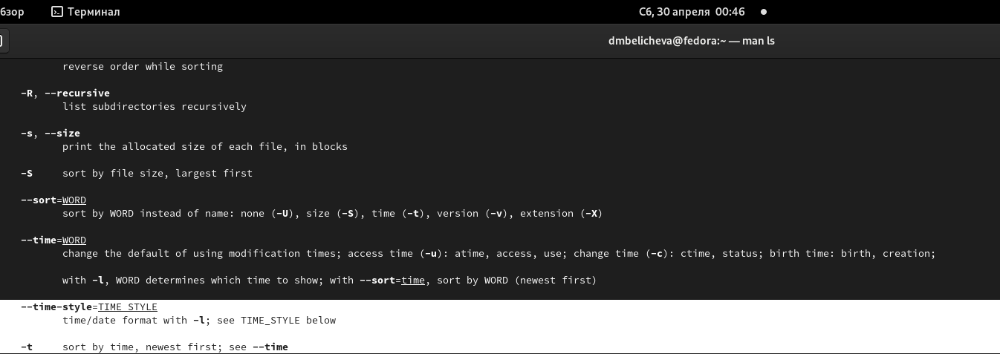 бзор Терминал Сб, 30 апреля 00:46
dmbelicheva@fedora:~ — man ls
reverse order while sorting
-R, --recursive
list subdirectories recursively
-s, --size
print the allocated size of each file, in blocks
-S sort by file size, largest first
--sort=WORD
sort by WORD instead of name: none (-U), size (-S), time (-t), version (-v), extension (-X)
--time=WORD
change the default of using modification times; access time (-u): atime, access, use; change time (-c): ctime, status; birth time: birth, creation;
with -l, WORD determines which time to show; with --sort=time, sort by WORD (newest first)
--time-style=TIME_STYLE
time/date format with -l; see TIME_STYLE below
-t sort by time, newest first; see --time